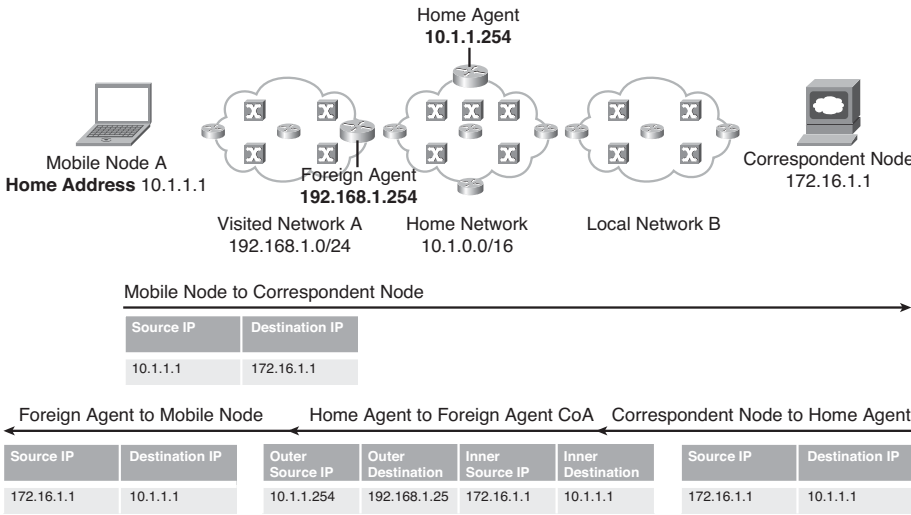 Home Agent
10.1.1.254
Mobile Node A
Home Address 10.1.1.1
Foreign Agent
192.168.1.254
Correspondent Node
172.16.1.1
Visited Network A
192.168.1.0/24
Home Network
10.1.0.0/16
Local Network B
Mobile Node to Correspondent Node
Source IP Destination IP
10.1.1.1 172.16.1.1
Foreign Agent to Mobile Node Home Agent to Foreign Agent CoA Correspondent Node to Home Agent
Source IP Destination IP Outer Source IP Outer Destination Inner Source IP Inner Destination Source IP Destination IP
172.16.1.1 10.1.1.1 10.1.1.254 192.168.1.25 172.16.1.1 10.1.1.1 172.16.1.1 10.1.1.1